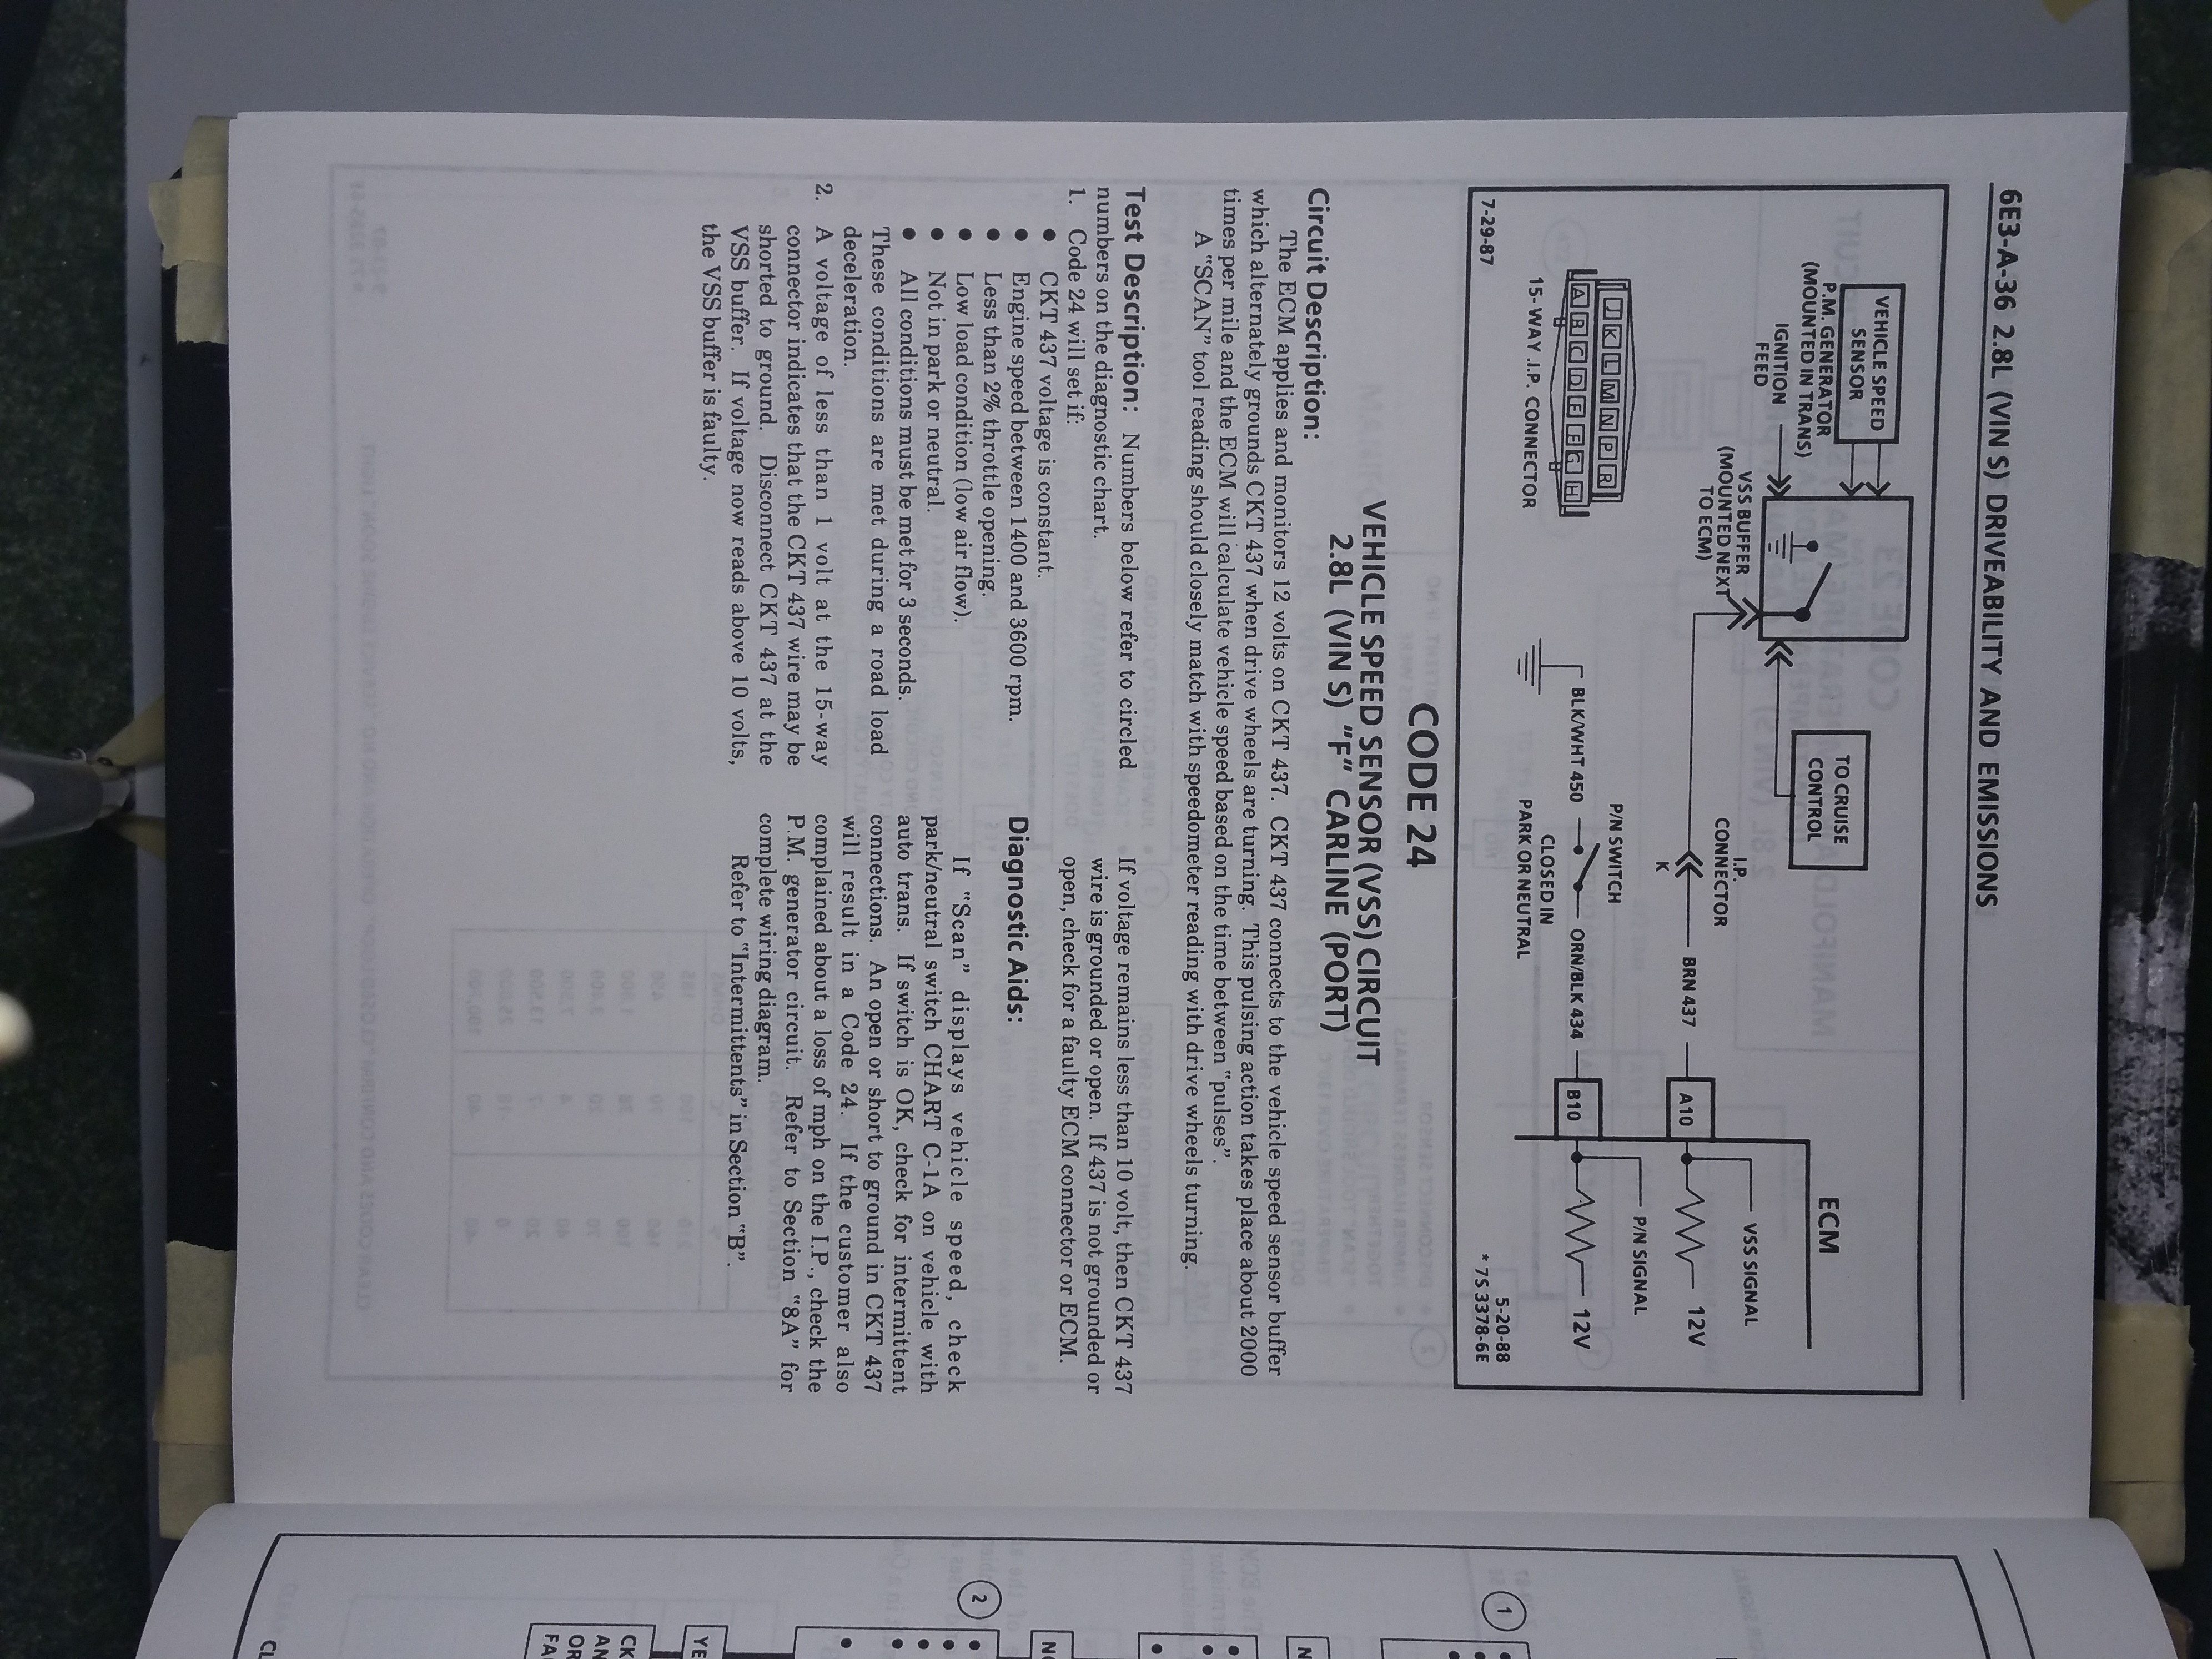 6E3-A-36 2.8L (VIN S) DRIVEABILITY AND EMISSIONS
VEHICLE SPEED
SENSOR
P.M. GENERATOR
(MOUNTED IN TRANS)
IGNITION
FEED
VSS BUFFER
(MOUNTED NEXT
TO ECM)
TO CRUISE
CONTROL
I.P.
CONNECTOR
K
BRN 437
A10
ECM
VSS SIGNAL
12V
J K L M N P R
A B C D E F G H
15-WAY .I.P. CONNECTOR
BLK/WHT 450
P/N SWITCH
CLOSED IN
PARK OR NEUTRAL
ORN/BLK 434
B10
P/N SIGNAL
12V
7-29-87
5-20-88
* 7S 3378-6E
CODE 24
VEHICLE SPEED SENSOR (VSS) CIRCUIT
2.8L (VIN S) "F" CARLINE (PORT)
Circuit Description:
The ECM applies and monitors 12 volts on CKT 437. CKT 437 connects to the vehicle speed sensor buffer
which alternately grounds CKT 437 when drive wheels are turning. This pulsing action takes place about 2000
times per mile and the ECM will calculate vehicle speed based on the time between "pulses".
A "SCAN" tool reading should closely match with speedometer reading with drive wheels turning.
Test Description: Numbers below refer to circled
numbers on the diagnostic chart.
1. Code 24 will set if:
● CKT 437 voltage is constant.
● Engine speed between 1400 and 3600 rpm.
● Less than 2% throttle opening.
● Low load condition (low air flow).
● Not in park or neutral.
● All conditions must be met for 3 seconds.
These conditions are met during a road load
deceleration.
2. A voltage of less than 1 volt at the 15-way
connector indicates that the CKT 437 wire may be
shorted to ground. Disconnect CKT 437 at the
VSS buffer. If voltage now reads above 10 volts,
the VSS buffer is faulty.
If voltage remains less than 10 volt, then CKT 437
wire is grounded or open. If 437 is not grounded or
open, check for a faulty ECM connector or ECM.
Diagnostic Aids:
If "Scan" displays vehicle speed, check
park/neutral switch CHART C-1A on vehicle with
auto trans. If switch is OK, check for intermittent
connections. An open or short to ground in CKT 437
will result in a Code 24. If the customer also
complained about a loss of mph on the I.P., check the
P.M. generator circuit. Refer to Section "8A" for
complete wiring diagram.
Refer to "Intermittents" in Section "B".
1
2